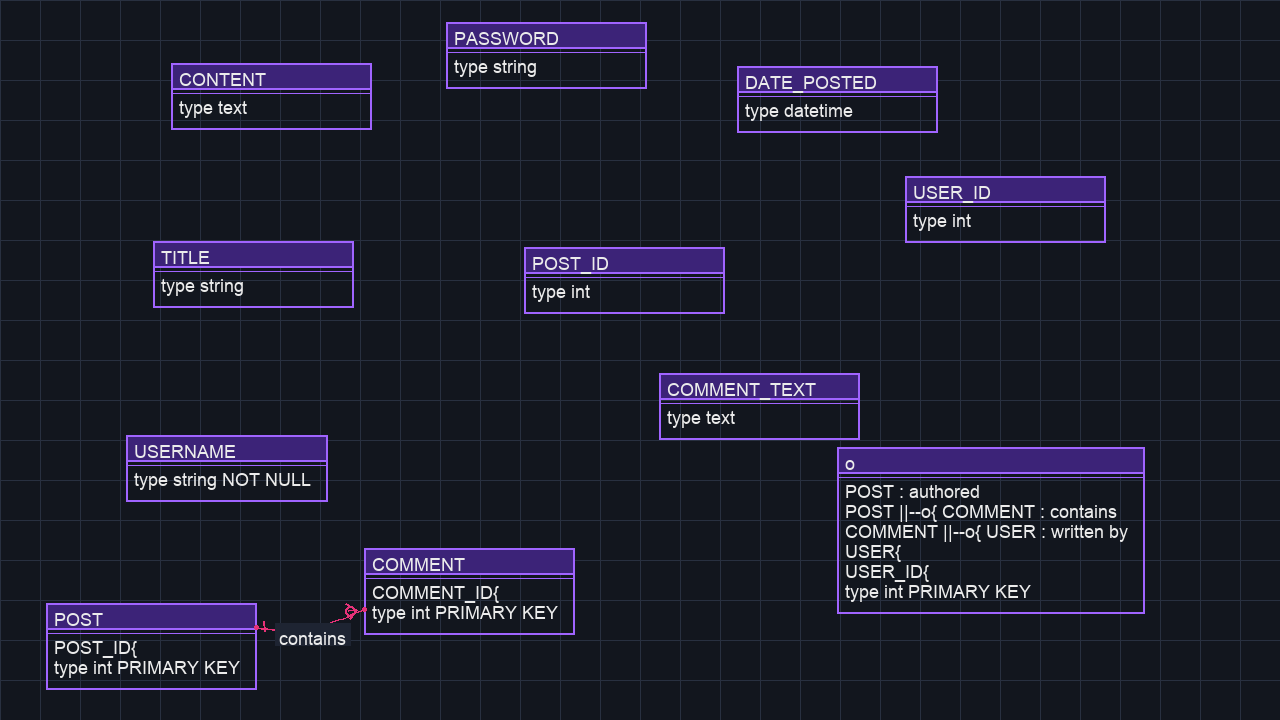 PASSWORD
type string
CONTENT
type text
DATE_POSTED
type datetime
USER_ID
type int
TITLE
type string
POST_ID
type int
COMMENT_TEXT
type text
USERNAME
type string NOT NULL
o
POST : authored
POST ||--o{ COMMENT : contains
COMMENT ||--o{ USER : written by
USER{
USER_ID{
type int PRIMARY KEY
COMMENT
COMMENT_ID{
type int PRIMARY KEY
POST
POST_ID{
type int PRIMARY KEY
contains